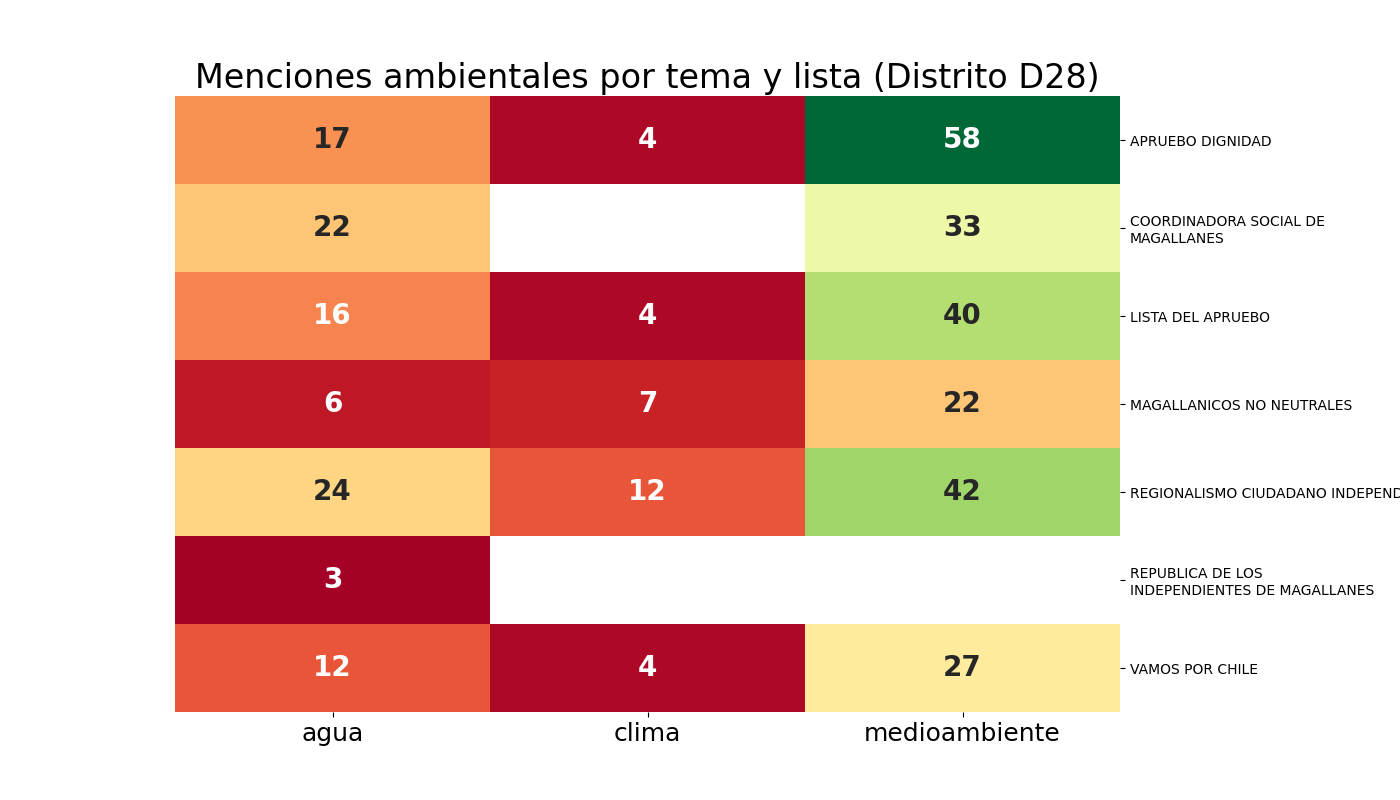 Menciones ambientales por tema y lista (Distrito D28)
17 4 58 APRUEBO DIGNIDAD
22 33 COORDINADORA SOCIAL DE
MAGALLANES
16 4 40 LISTA DEL APRUEBO
6 7 22 MAGALLANICOS NO NEUTRALES
24 12 42 REGIONALISMO CIUDADANO INDEPEND
3 REPUBLICA DE LOS
INDEPENDIENTES DE MAGALLANES
12 4 27 VAMOS POR CHILE
agua clima medioambiente